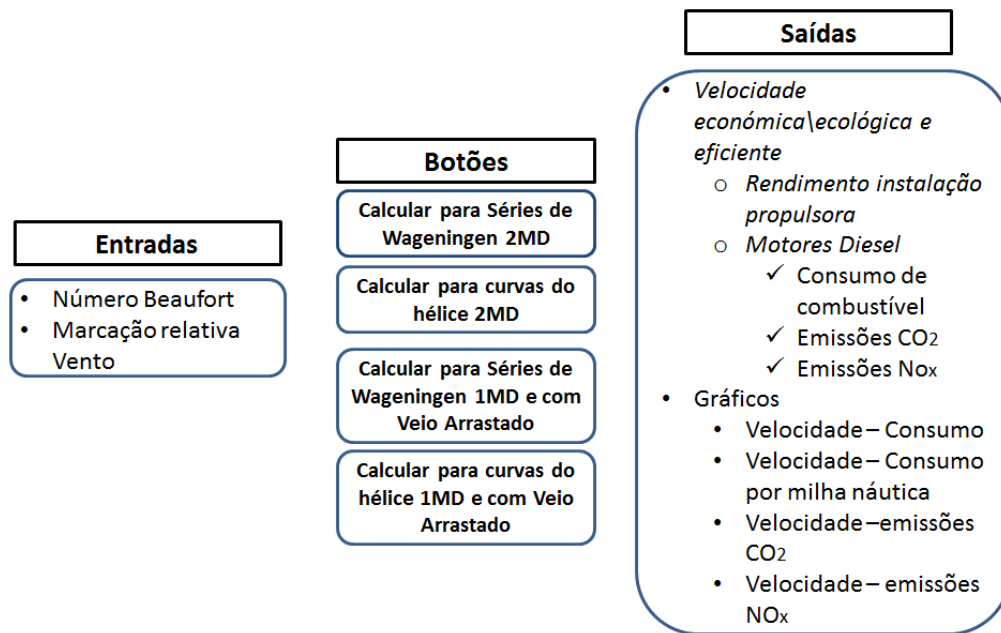 Entradas
• Número Beaufort
• Marcação relativa
Vento
Botões
Calcular para Séries de
Wageningen 2MD
Calcular para curvas do
hélice 2MD
Calcular para Séries de
Wageningen 1MD e com
Veio Arrastado
Calcular para curvas do
hélice 1MD e com Veio
Arrastado
Saídas
• Velocidade
económica\ecológica e
eficiente
o Rendimento instalação
propulsora
o Motores Diesel
✓ Consumo de
combustível
✓ Emissões CO2
✓ Emissões Nox
• Gráficos
• Velocidade – Consumo
• Velocidade – Consumo
por milha náutica
• Velocidade –emissões
CO2
• Velocidade – emissões
NOx